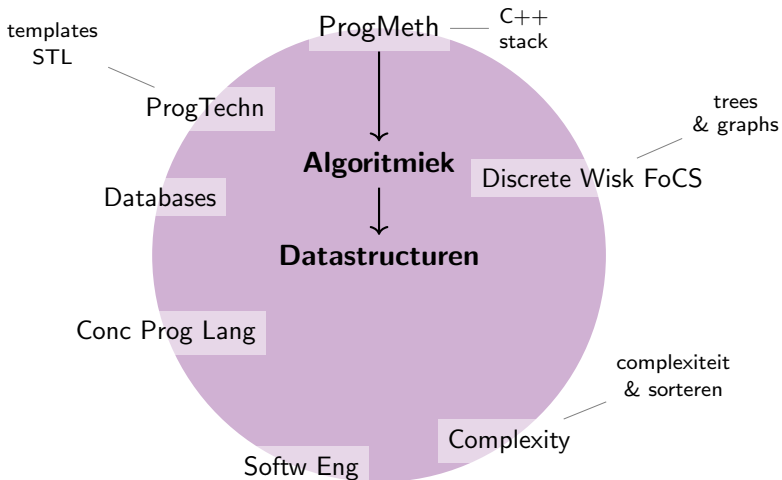 ProgMeth
C++
stack
templates
STL
ProgTechn
trees
& graphs
Algoritmiek
Discrete Wisk FoCS
Databases
Datastructuren
Conc Prog Lang
complexiteit
& sorteren
Complexity
Softw Eng